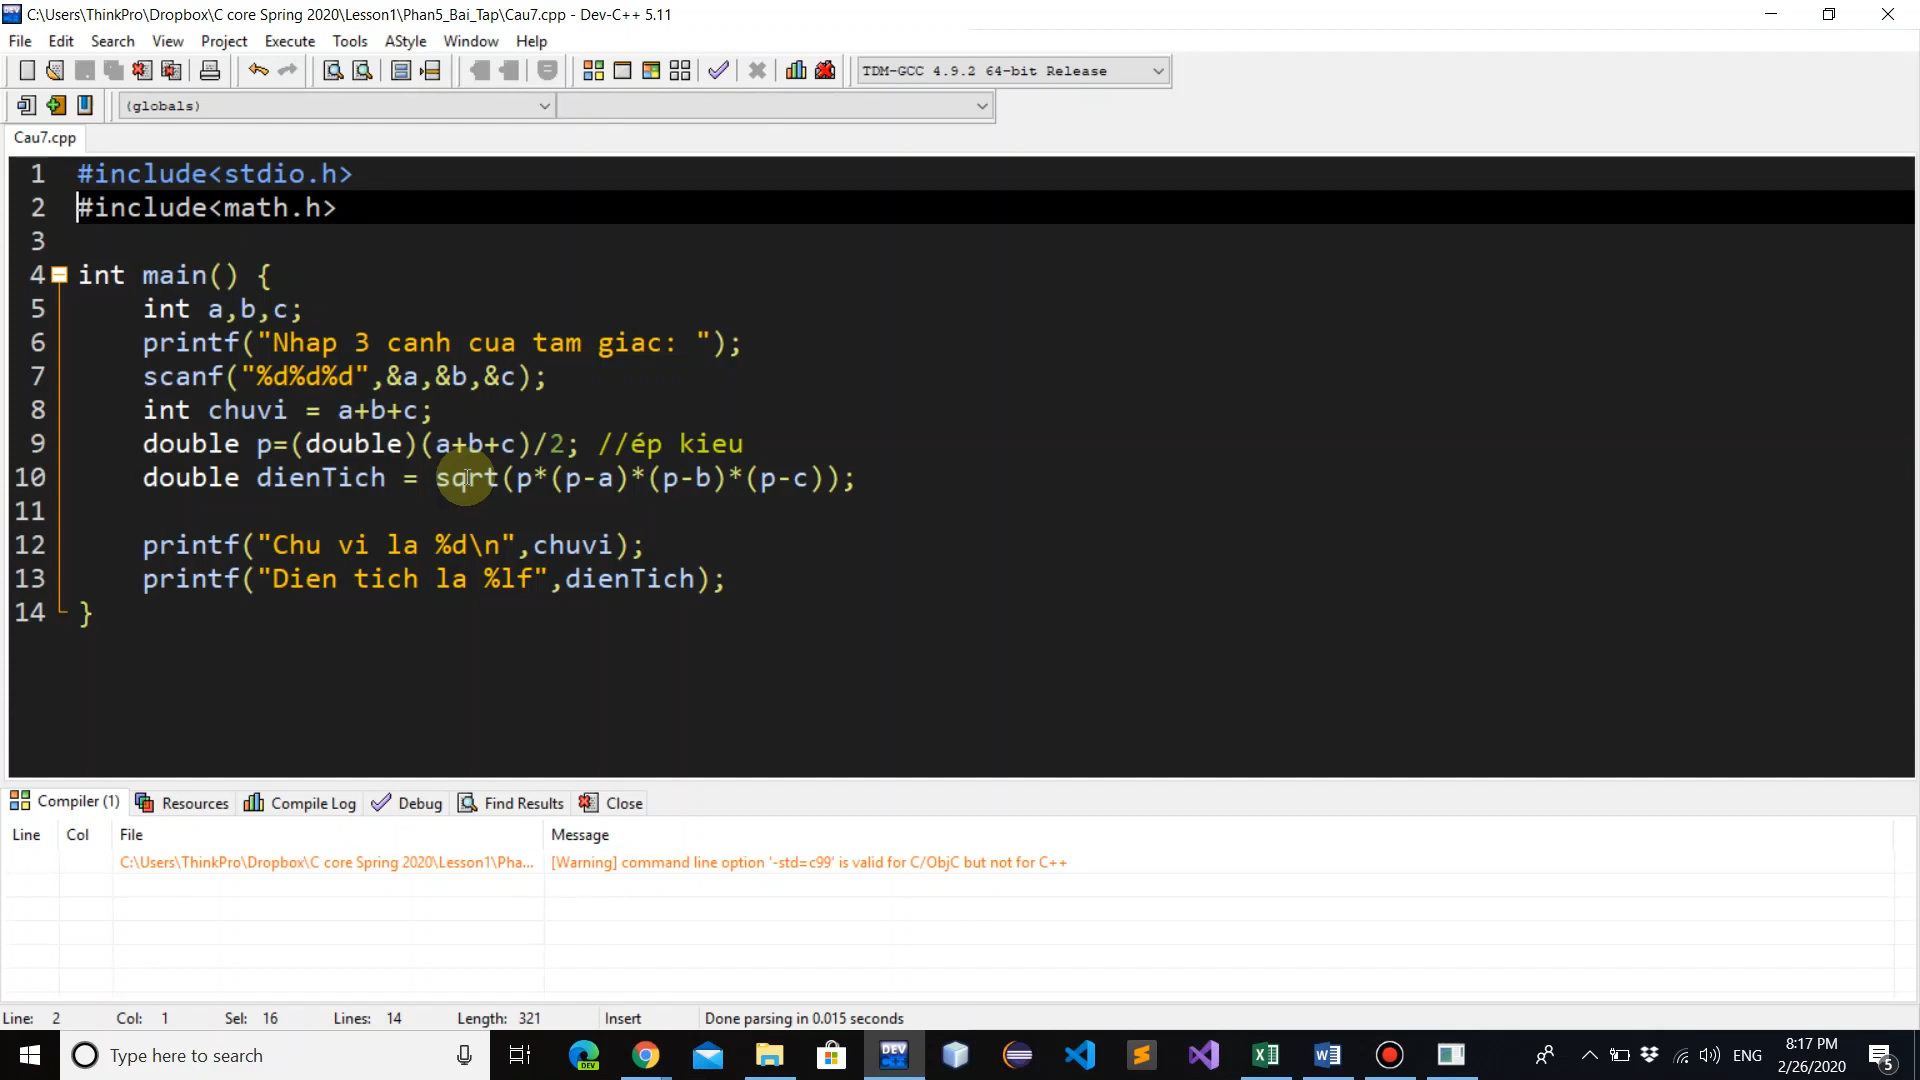 C:\Users\ThinkPro\Dropbox\C core Spring 2020\Lesson1\Phan5_Bai_Tap\Cau7.cpp - Dev-C++ 5.11
File Edit Search View Project Execute Tools AStyle Window Help
TDM-GCC 4.9.2 64-bit Release
(globals)
Cau7.cpp
1 #include<stdio.h>
2 #include<math.h>
3
4 int main() {
5 int a,b,c;
6 printf("Nhap 3 canh cua tam giac: ");
7 scanf("%d%d%d",&a,&b,&c);
8 int chuvi = a+b+c;
9 double p=(double)(a+b+c)/2; //ép kieu
10 double dienTich = sqrt(p*(p-a)*(p-b)*(p-c));
11
12 printf("Chu vi la %d\n",chuvi);
13 printf("Dien tich la %lf",dienTich);
14 }
Compiler (1) Resources Compile Log Debug Find Results Close
Line Col File Message
C:\Users\ThinkPro\Dropbox\C core Spring 2020\Lesson1\Pha... [Warning] command line option '-std=c99' is valid for C/ObjC but not for C++
Line: 2 Col: 1 Sel: 16 Lines: 14 Length: 321 Insert Done parsing in 0.015 seconds
Type here to search
DEV
DEV
ENG
8:17 PM
2/26/2020
5